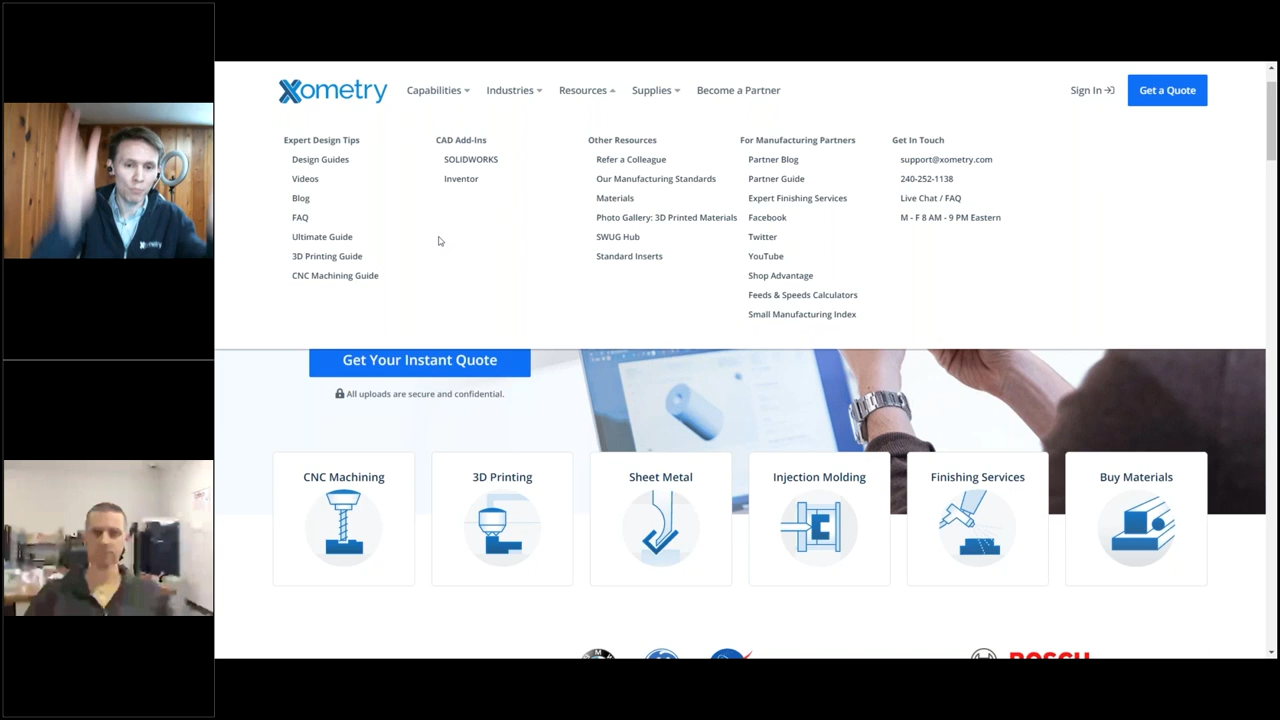 Xometry
Capabilities
Industries
Resources
Supplies
Become a Partner
Sign In
Get a Quote
Expert Design Tips
Design Guides
Videos
Blog
FAQ
Ultimate Guide
3D Printing Guide
CNC Machining Guide
CAD Add-Ins
SOLIDWORKS
Inventor
Other Resources
Refer a Colleague
Our Manufacturing Standards
Materials
Photo Gallery: 3D Printed Materials
SWUG Hub
Standard Inserts
For Manufacturing Partners
Partner Blog
Partner Guide
Expert Finishing Services
Facebook
Twitter
YouTube
Shop Advantage
Feeds & Speeds Calculators
Small Manufacturing Index
Get In Touch
support@xometry.com
240-252-1138
Live Chat / FAQ
M - F 8 AM - 9 PM Eastern
Get Your Instant Quote
All uploads are secure and confidential.
CNC Machining
3D Printing
Sheet Metal
Injection Molding
Finishing Services
Buy Materials
BOSCH